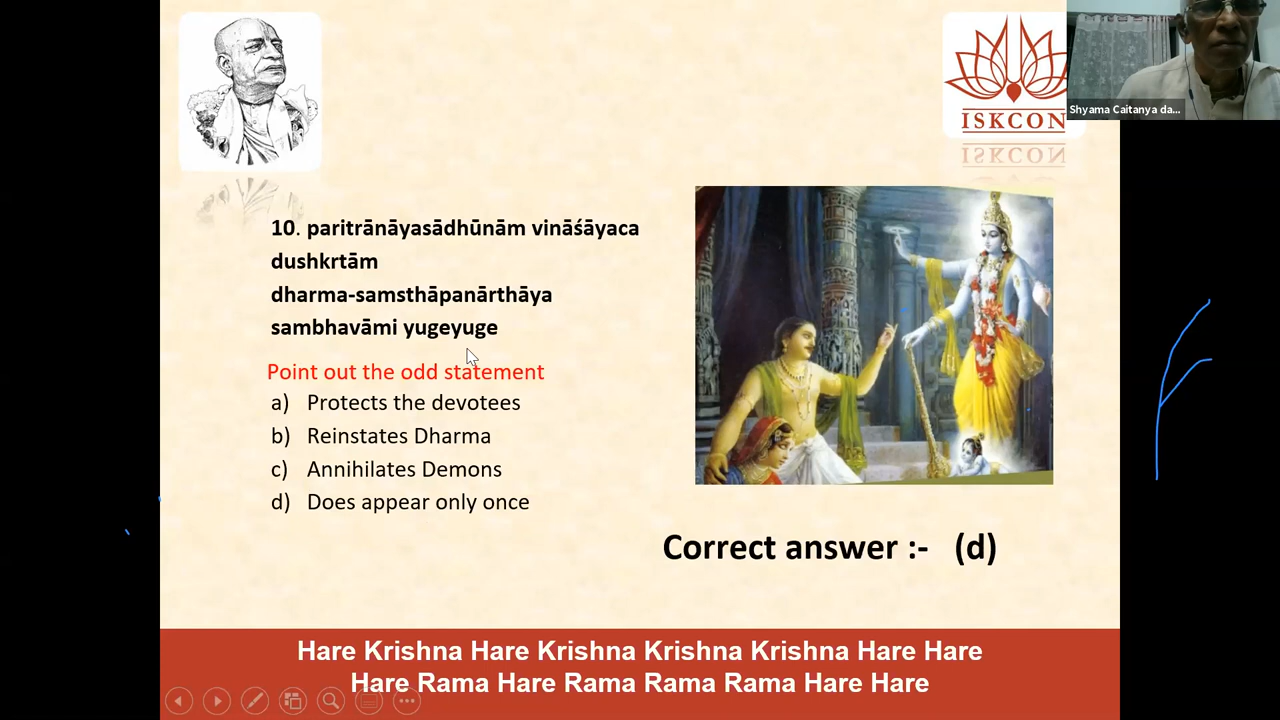 ISKCON
Shyama Caitanya da...
10. paritrānāyasādhūnām vināśāyaca
dushkrtām
dharma-samsthāpanārthāya
sambhavāmi yugeyuge
Point out the odd statement
a) Protects the devotees
b) Reinstates Dharma
c) Annihilates Demons
d) Does appear only once
Correct answer :- (d)
Hare Krishna Hare Krishna Krishna Krishna Hare Hare
Hare Rama Hare Rama Rama Rama Hare Hare